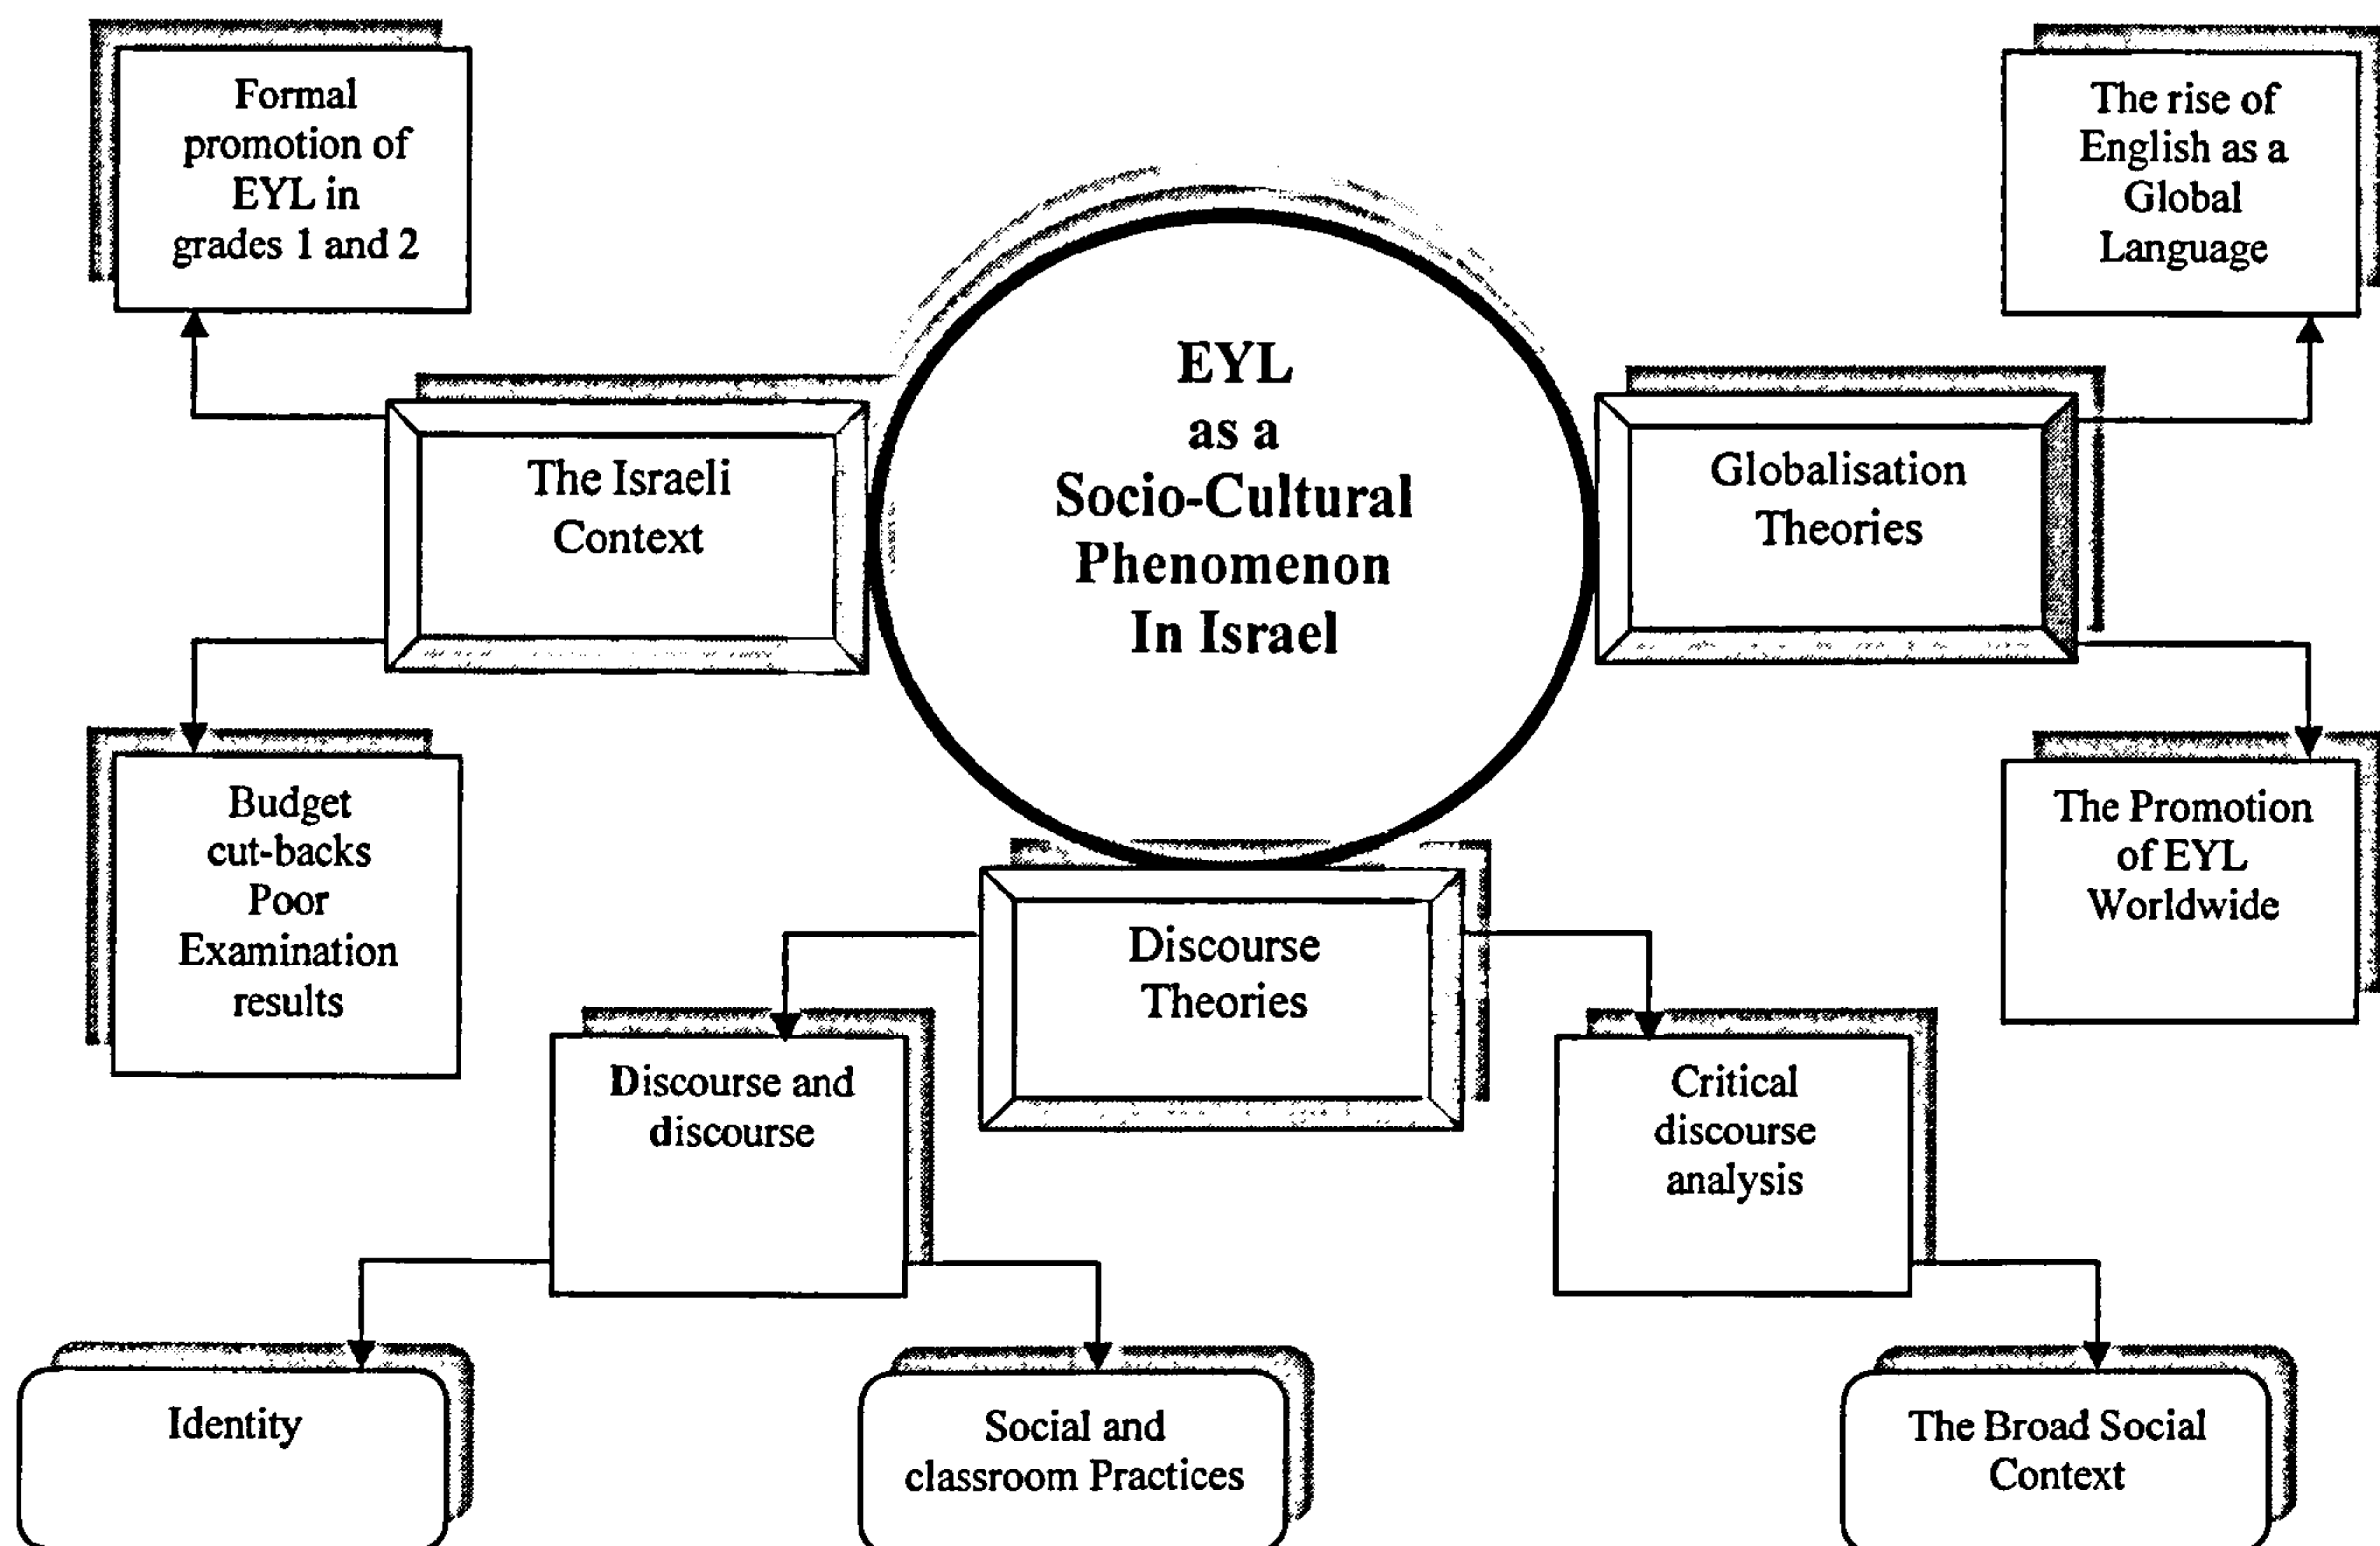 Formal
promotion of
EYL in
grades 1 and 2
The rise of
English as a
Global
Language
EYL
as a
Socio-Cultural
Phenomenon
In Israel
The Israeli
Context
Globalisation
Theories
Budget
cut-backs
Poor
Examination
results
The Promotion
of EYL
Worldwide
Discourse
Theories
Discourse and
discourse
Critical
discourse
analysis
Identity
Social and
classroom Practices
The Broad Social
Context